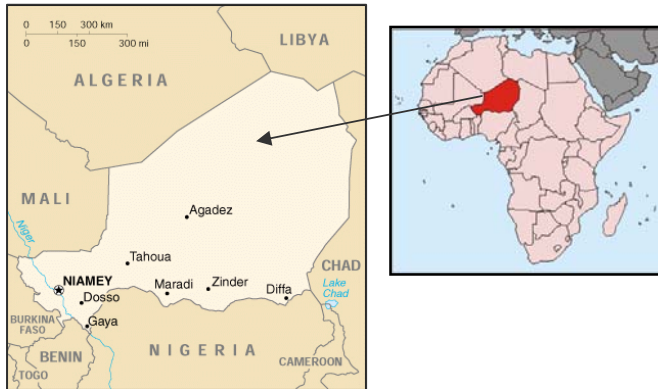 0 150 300 km
0 150 300 mi
LIBYA
ALGERIA
MALI
Niger
Agadez
Tahoua
NIAMEY
Maradi
Zinder
Diffa
CHAD
Lake
Chad
Dosso
Gaya
BURKINA
FASO
NIGERIA
BENIN
TOGO
CAMEROON